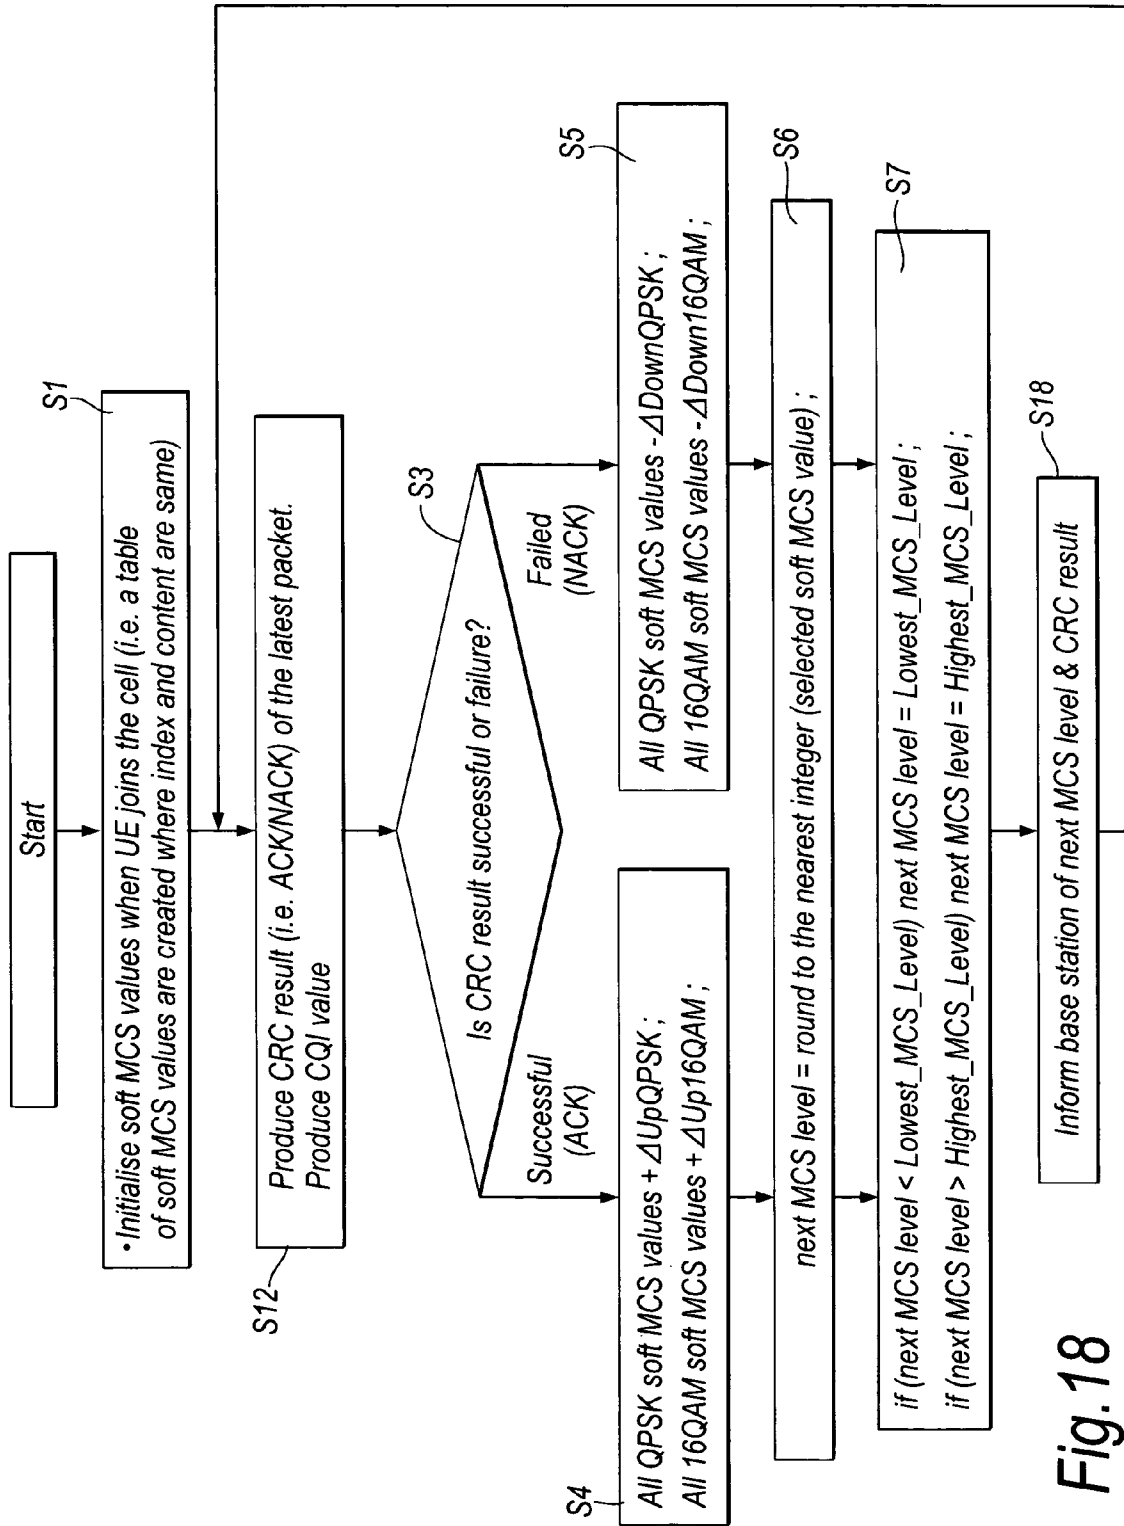 Start
S1
•Initialise soft MCS values when UE joins the cell (i.e. a table
of soft MCS values are created where index and content are same)
S12
Produce CRC result (i.e. ACK/NACK) of the latest packet.
Produce CQI value
S3
Is CRC result successful or failure?
Successful
(ACK)
Failed
(NACK)
S4
All QPSK soft MCS values + ΔUpQPSK ;
All 16QAM soft MCS values + ΔUp16QAM ;
S5
All QPSK soft MCS values - ΔDownQPSK ;
All 16QAM soft MCS values - ΔDown16QAM ;
S6
next MCS level = round to the nearest integer (selected soft MCS value) ;
S7
if (next MCS level < Lowest_MCS_Level) next MCS level = Lowest_MCS_Level ;
if (next MCS level > Highest_MCS_Level) next MCS level = Highest_MCS_Level ;
S18
Inform base station of next MCS level & CRC result
Fig.18